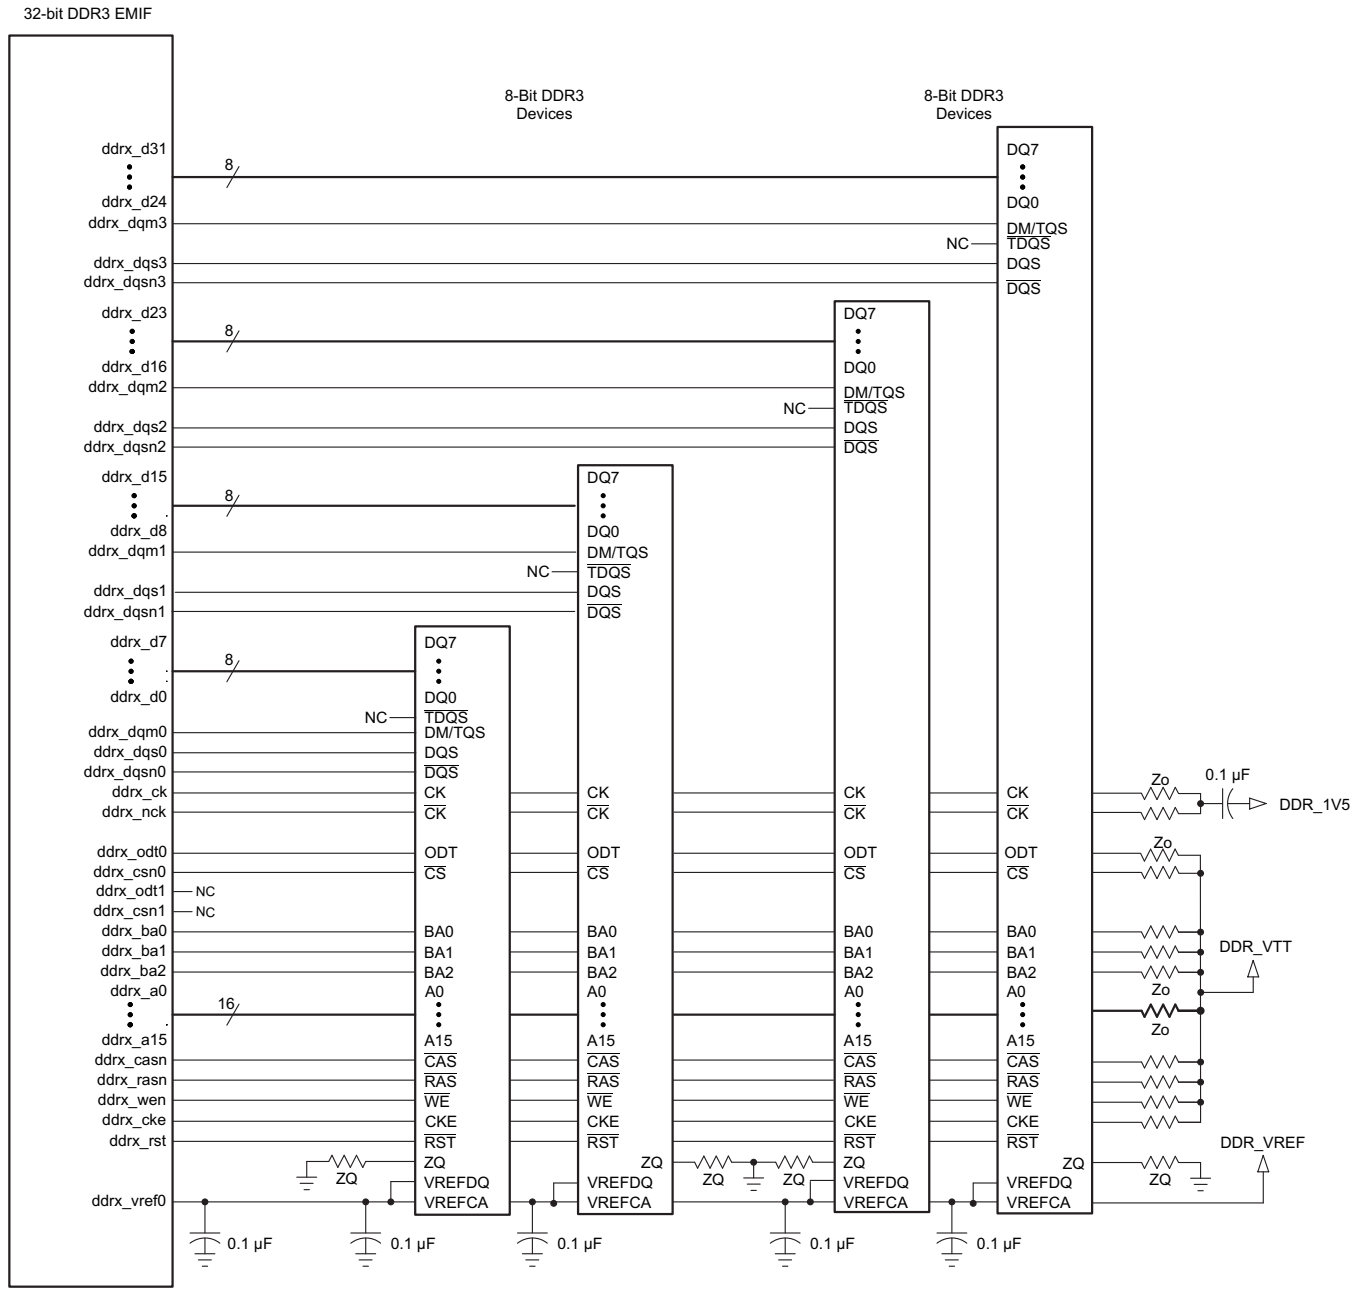 32-bit DDR3 EMIF
8-Bit DDR3
Devices
8-Bit DDR3
Devices
ddrx_d31
8
DQ7
ddrx_d24
DQ0
ddrx_dqm3
DM/TQS
NC
TDQS
ddrx_dqs3
DQS
ddrx_dqsn3
DQS
ddrx_d23
8
DQ7
ddrx_d16
DQ0
ddrx_dqm2
DM/TQS
NC
TDQS
ddrx_dqs2
DQS
ddrx_dqsn2
DQS
ddrx_d15
8
DQ7
ddrx_d8
DQ0
ddrx_dqm1
DM/TQS
NC
TDQS
ddrx_dqs1
DQS
ddrx_dqsn1
DQS
ddrx_d7
8
DQ7
ddrx_d0
DQ0
NC
TDQS
ddrx_dqm0
DM/TQS
ddrx_dqs0
DQS
ddrx_dqsn0
DQS
ddrx_ck CK CK CK CK Zo 0.1 µF
ddrx_nck CK CK CK CK DDR_1V5
ddrx_odt0 ODT ODT ODT ODT Zo
ddrx_csn0 CS CS CS CS
ddrx_odt1 NC
ddrx_csn1 NC
ddrx_ba0 BA0 BA0 BA0 BA0
ddrx_ba1 BA1 BA1 BA1 BA1 DDR_VTT
ddrx_ba2 BA2 BA2 BA2 BA2
ddrx_a0 A0 A0 A0 A0 Zo
16
ddrx_a15 A15 A15 A15 A15 Zo
ddrx_casn CAS CAS CAS CAS
ddrx_rasn RAS RAS RAS RAS
ddrx_wen WE WE WE WE
ddrx_cke CKE CKE CKE CKE
ddrx_rst RST RST RST RST DDR_VREF
ZQ ZQ ZQ ZQ
ZQ ZQ ZQ ZQ
VREFDQ VREFDQ VREFDQ VREFDQ
ddrx_vref0 VREFCA VREFCA VREFCA VREFCA
0.1 µF 0.1 µF 0.1 µF 0.1 µF 0.1 µF